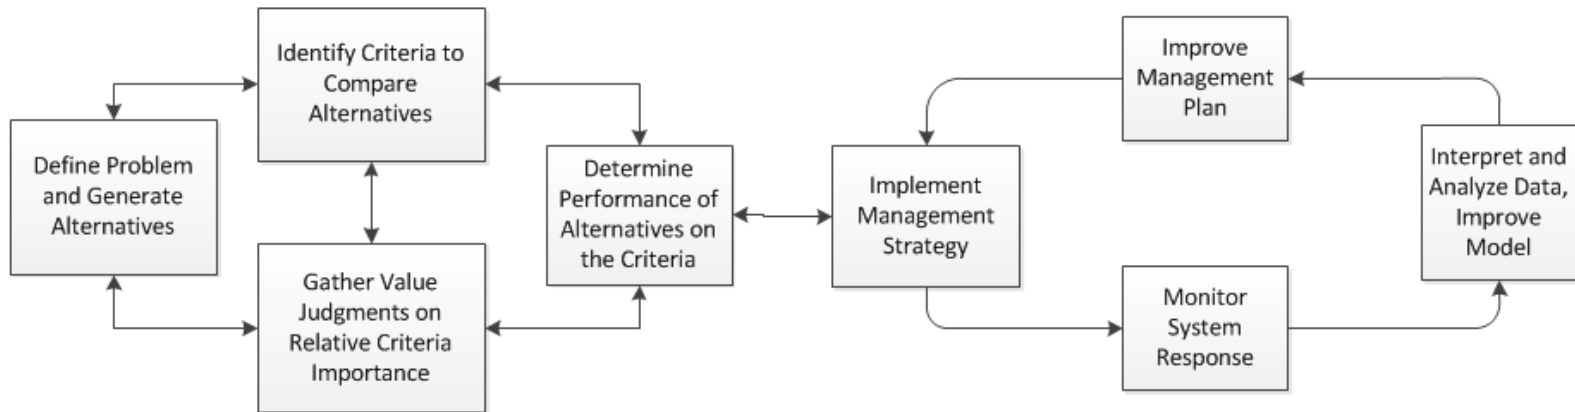 Identify Criteria to
Compare
Alternatives
Define Problem
and Generate
Alternatives
Gather Value
Judgments on
Relative Criteria
Importance
Determine
Performance of
Alternatives on
the Criteria
Implement
Management
Strategy
Improve
Management
Plan
Monitor
System
Response
Interpret and
Analyze Data,
Improve
Model